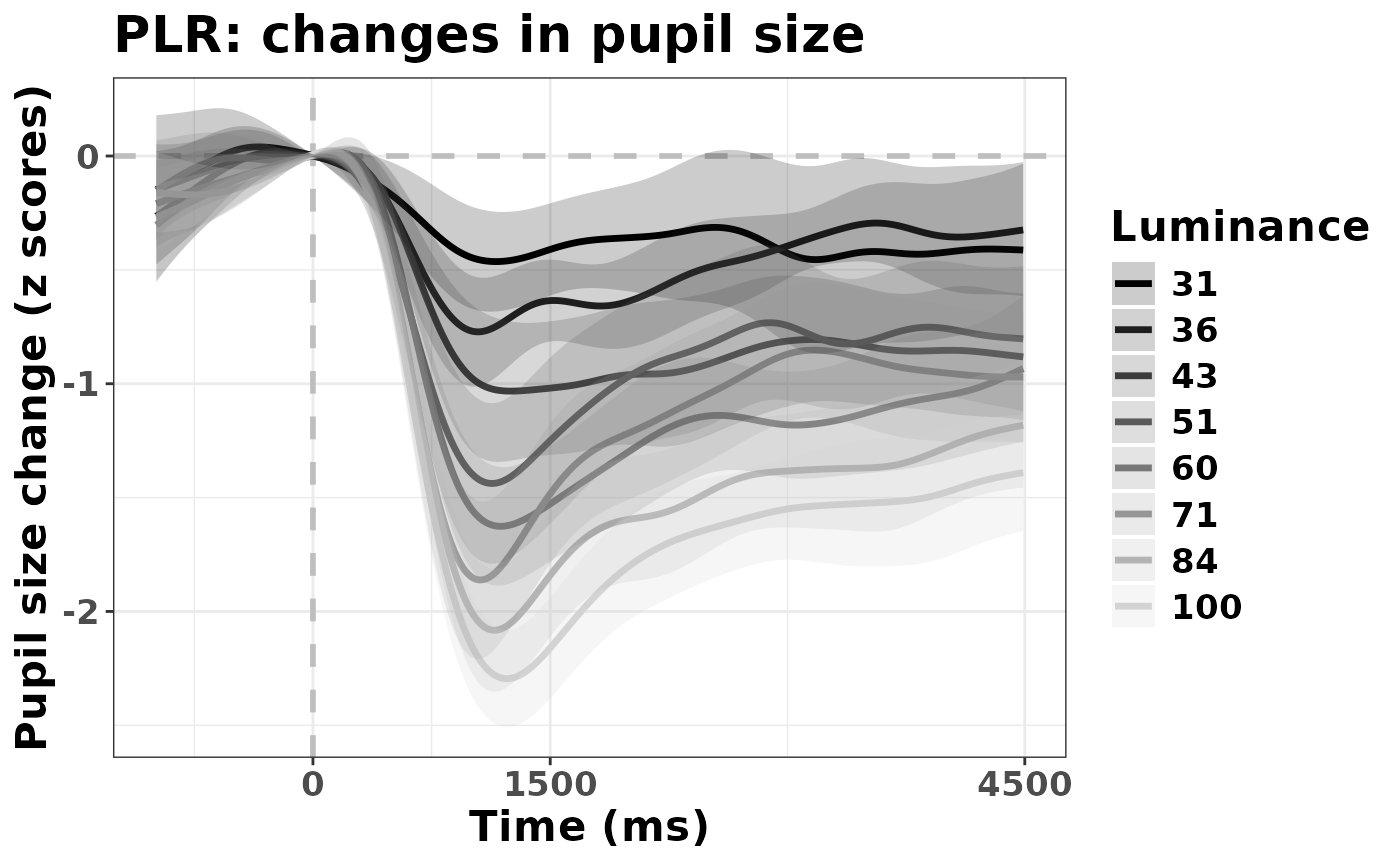 PLR: changes in pupil size
Pupil size change (z scores)
0
-1
-2
0 1500 4500
Time (ms)
Luminance
31
36
43
51
60
71
84
100